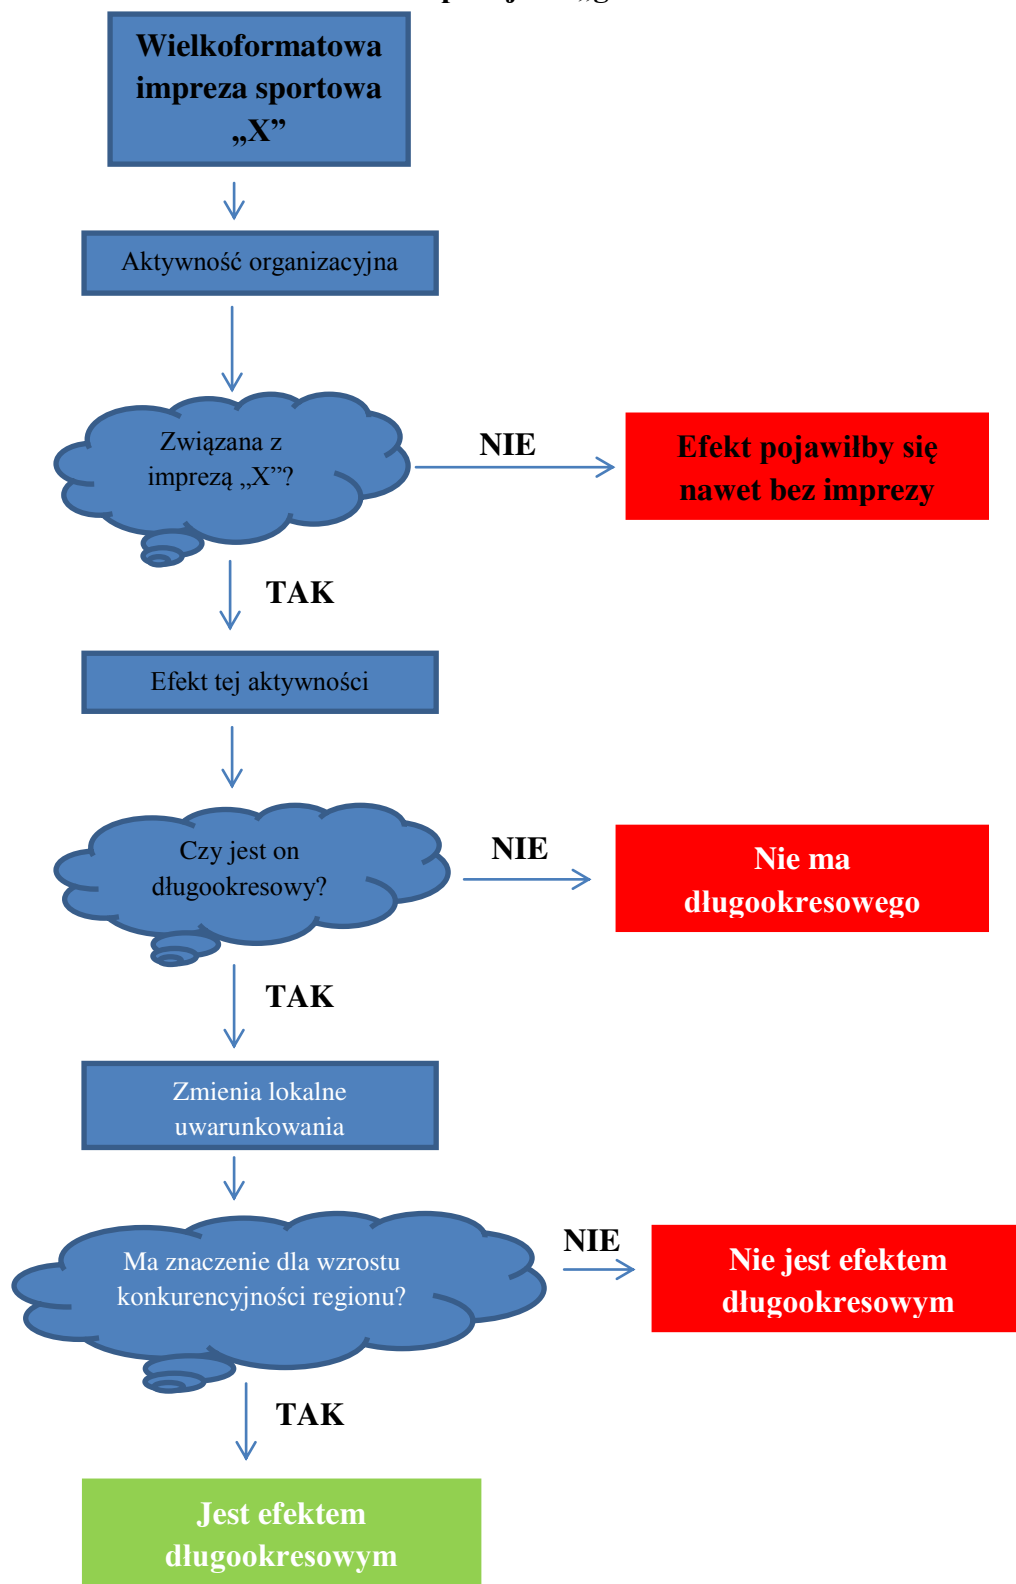 Wielkoformatowa
impreza sportowa
„X”
Aktywność organizacyjna
Związana z
imprezą „X”?
NIE
Efekt pojawiłby się
nawet bez imprezy
TAK
Efekt tej aktywności
Czy jest on
długookresowy?
NIE
Nie ma
długookresowego
TAK
Zmienia lokalne
uwarunkowania
Ma znaczenie dla wzrostu
konkurencyjności regionu?
NIE
Nie jest efektem
długookresowym
TAK
Jest efektem
długookresowym